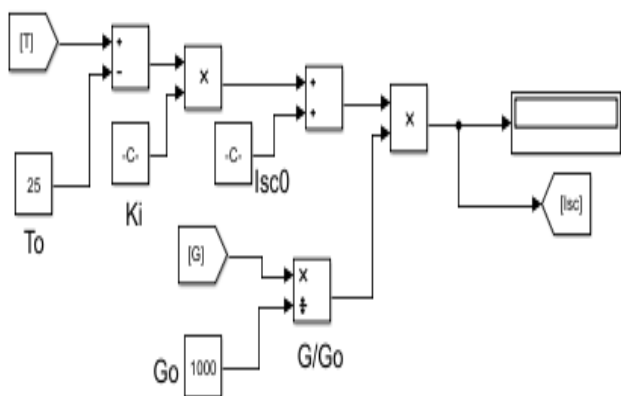 [T]
+
-
×
25
To
-C-
Ki
-C-
Isc0
+
+
×
[Isc]
[G]
×
÷
G/Go
Go
1000